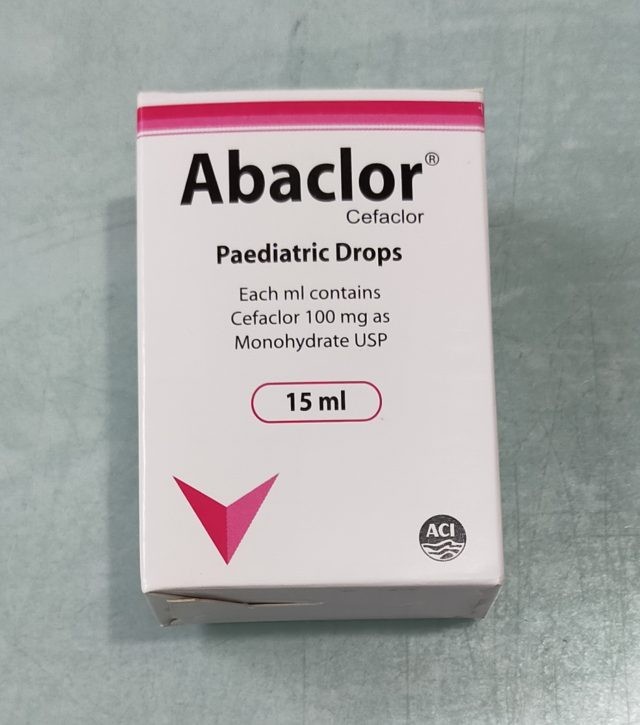 Abaclor®
Cefaclor
Paediatric Drops
Each ml contains
Cefaclor 100 mg as
Monohydrate USP
15 ml
ACI